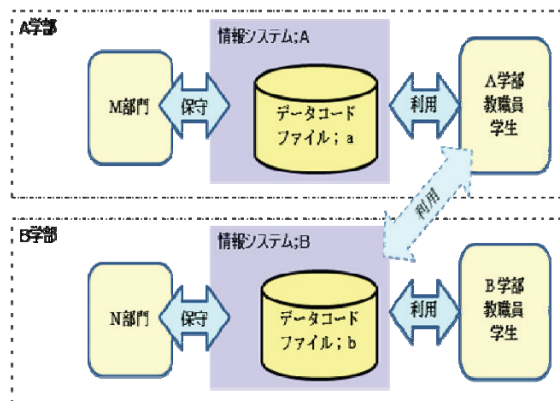 A学部
情報システム;A
M部門
保守
データコード
ファイル; a
利用
A学部
教職員
学生
利用
B学部
情報システム;B
N部門
保守
データコード
ファイル; b
利用
B学部
教職員
学生